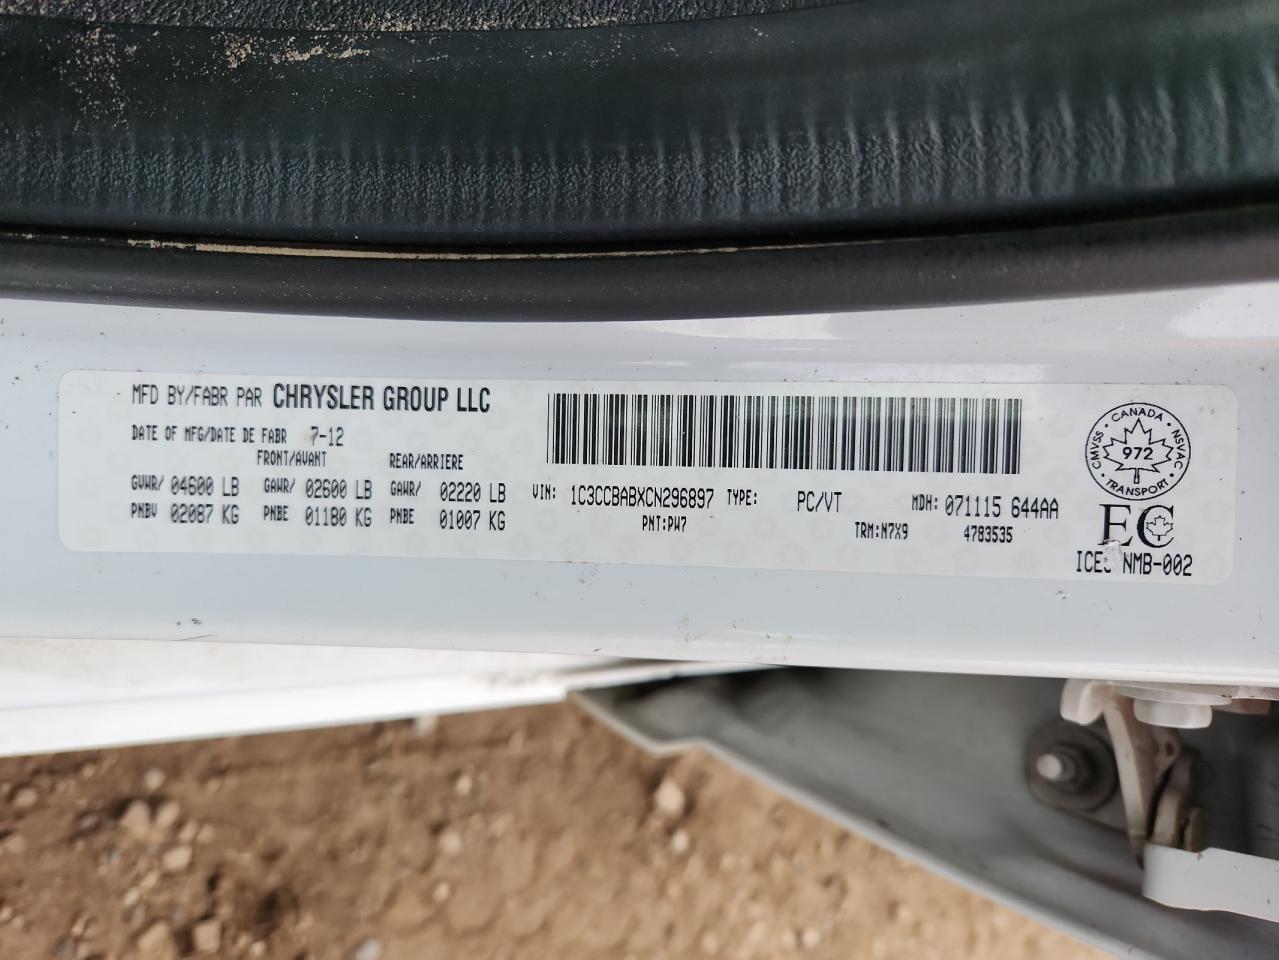 MFD BY/FABR PAR CHRYSLER GROUP LLC
DATE OF MFG/DATE DE FABR 7-12
FRONT/AVANT REAR/ARRIERE
GVWR/ 04600 LB GAWR/ 02600 LB GAWR/ 02220 LB
PNBV 02087 KG PNBE 01180 KG PNBE 01007 KG
VIN: 1C3CCBABXCN296897 TYPE: PC/VT MDH: 071115 644AA
PNT:PW7 TRM:N7X9 4783535
CANADA
CMVSS NSVAC
972
TRANSPORT
EC
NMB-002